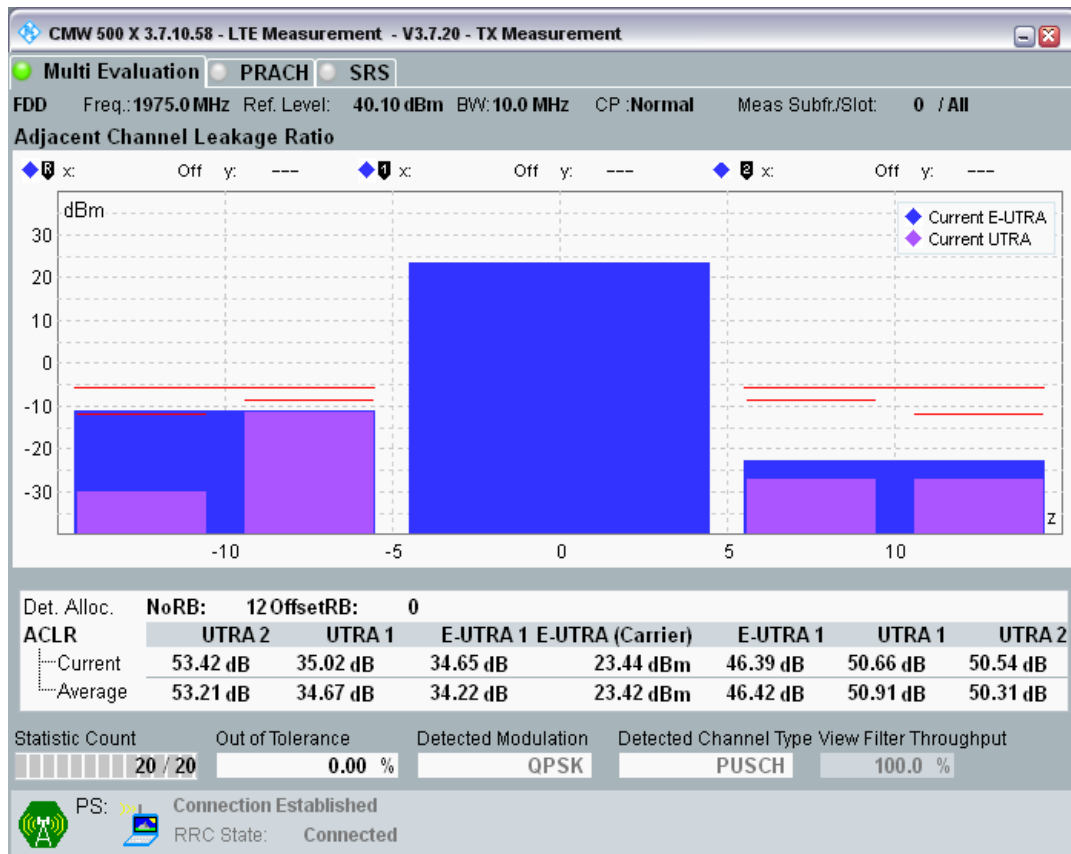 CMW 500 X 3.7.10.58 - LTE Measurement - V3.7.20 - TX Measurement
Multi Evaluation PRACH SRS
FDD Freq.: 1975.0 MHz Ref. Level: 40.10 dBm BW: 10.0 MHz CP :Normal Meas Subfr./Slot: 0 / All
Adjacent Channel Leakage Ratio
R x: Off y: --- 1 x: Off y: --- 2 x: Off y: ---
dBm
Current E-UTRA
Current UTRA
30
20
10
0
-10
-20
-30
z
-10 -5 0 5 10
Det. Alloc. NoRB: 12 OffsetRB: 0
ACLR UTRA 2 UTRA 1 E-UTRA 1 E-UTRA (Carrier) E-UTRA 1 UTRA 1 UTRA 2
Current 53.42 dB 35.02 dB 34.65 dB 23.44 dBm 46.39 dB 50.66 dB 50.54 dB
Average 53.21 dB 34.67 dB 34.22 dB 23.42 dBm 46.42 dB 50.91 dB 50.31 dB
Statistic Count Out of Tolerance Detected Modulation Detected Channel Type View Filter Throughput
20 / 20 0.00 % QPSK PUSCH 100.0 %
PS: Connection Established
RRC State: Connected